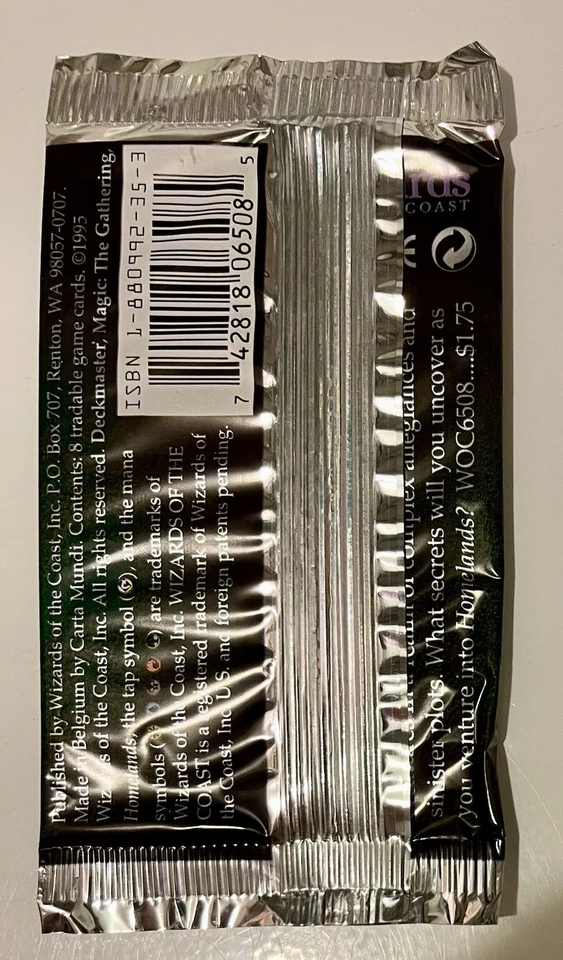 Published by Wizards of the Coast, Inc. P.O. Box 707, Renton, WA 98057-0707.
Made in Belgium by Carta Mundi. Contents: 8 tradable game cards. ©1995
Wizards of the Coast, Inc. All rights reserved. Deckmaster, Magic: The Gathering,
Homelands, the tap symbol, and the mana
symbols ( ) are trademarks of
Wizards of the Coast, Inc. WIZARDS OF THE
COAST is a registered trademark of Wizards of
the Coast, Inc. U.S. and foreign patents pending.
ISBN 1-880992-35-3
7 42818 06508 5
rds
COAST
complex allegiances and
sinister plots. What secrets will you uncover as
you venture into Homelands? WOC6508....$1.75